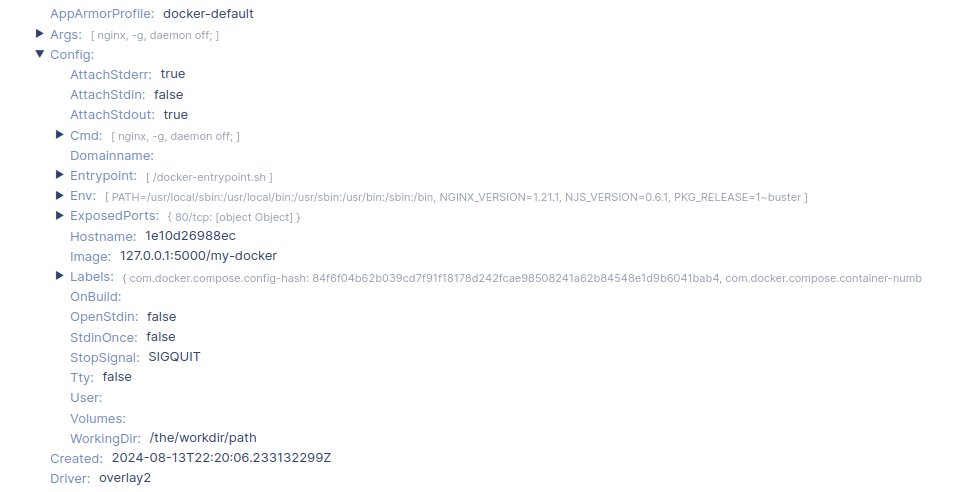 AppArmorProfile: docker-default
Args: [ nginx, -g, daemon off; ]
Config:
AttachStderr: true
AttachStdin: false
AttachStdout: true
Cmd: [ nginx, -g, daemon off; ]
Domainname:
Entrypoint: [ /docker-entrypoint.sh ]
Env: [ PATH=/usr/local/sbin:/usr/local/bin:/usr/sbin:/usr/bin:/sbin:/bin, NGINX_VERSION=1.21.1, NJS_VERSION=0.6.1, PKG_RELEASE=1~buster ]
ExposedPorts: { 80/tcp: [object Object] }
Hostname: 1e10d26988ec
Image: 127.0.0.1:5000/my-docker
Labels: { com.docker.compose.config-hash: 84f6f04b62b039cd7f91f18178d242fcae98508241a62b84548e1d9b6041bab4, com.docker.compose.container-numb
OnBuild:
OpenStdin: false
StdinOnce: false
StopSignal: SIGQUIT
Tty: false
User:
Volumes:
WorkingDir: /the/workdir/path
Created: 2024-08-13T22:20:06.233132299Z
Driver: overlay2